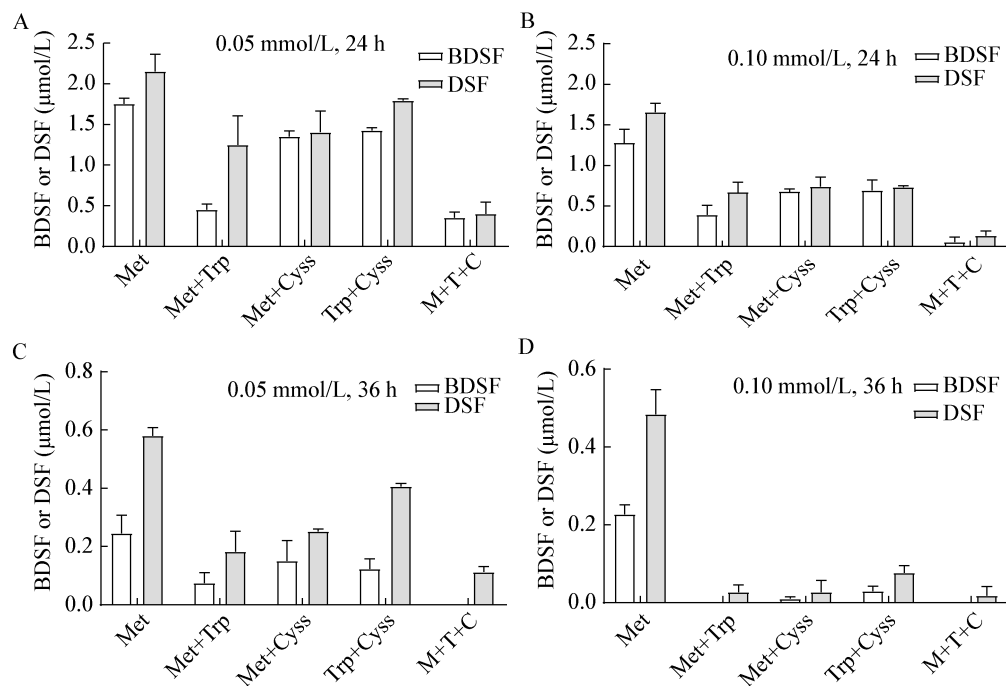 A
0.05 mmol/L, 24 h
BDSF
DSF
BDSF or DSF (μmol/L)
2.5
2.0
1.5
1.0
0.5
0.0
Met
Met+Trp
Met+Cyss
Trp+Cyss
M+T+C
B
0.10 mmol/L, 24 h
BDSF
DSF
BDSF or DSF (μmol/L)
2.5
2.0
1.5
1.0
0.5
0.0
Met
Met+Trp
Met+Cyss
Trp+Cyss
M+T+C
C
0.05 mmol/L, 36 h
BDSF
DSF
BDSF or DSF (μmol/L)
0.8
0.6
0.4
0.2
0.0
Met
Met+Trp
Met+Cyss
Trp+Cyss
M+T+C
D
0.10 mmol/L, 36 h
BDSF
DSF
BDSF or DSF (μmol/L)
0.6
0.4
0.2
0.0
Met
Met+Trp
Met+Cyss
Trp+Cyss
M+T+C